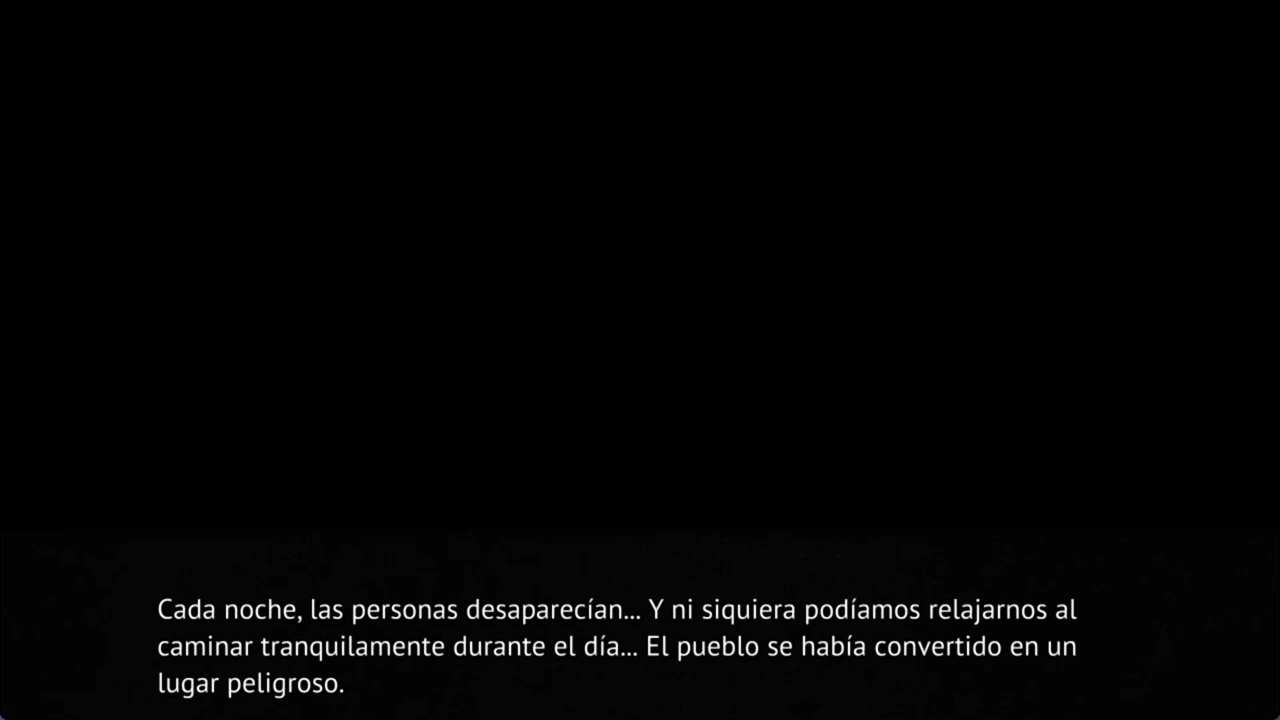 Cada noche, las personas desaparecían... Y ni siquiera podíamos relajarnos al
caminar tranquilamente durante el día... El pueblo se había convertido en un
lugar peligroso.